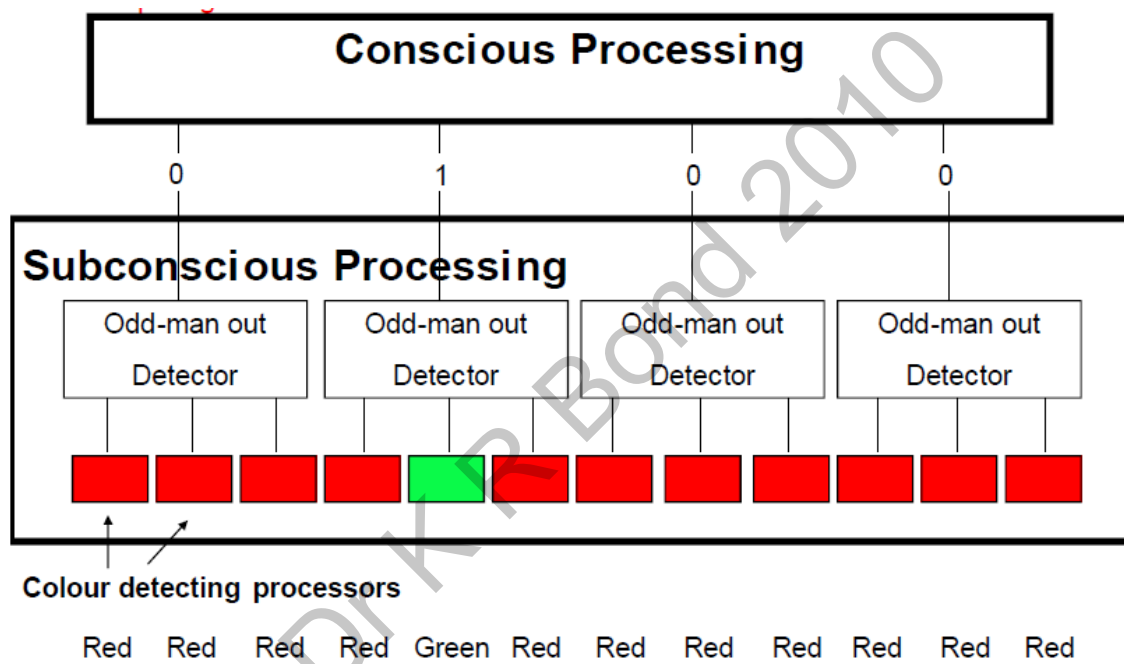 Conscious Processing
0 1 0 0
Subconscious Processing
Odd-man out Odd-man out Odd-man out Odd-man out
Detector Detector Detector Detector
Colour detecting processors
Red Red Red Red Green Red Red Red Red Red Red Red
Dr K R Bond 2010